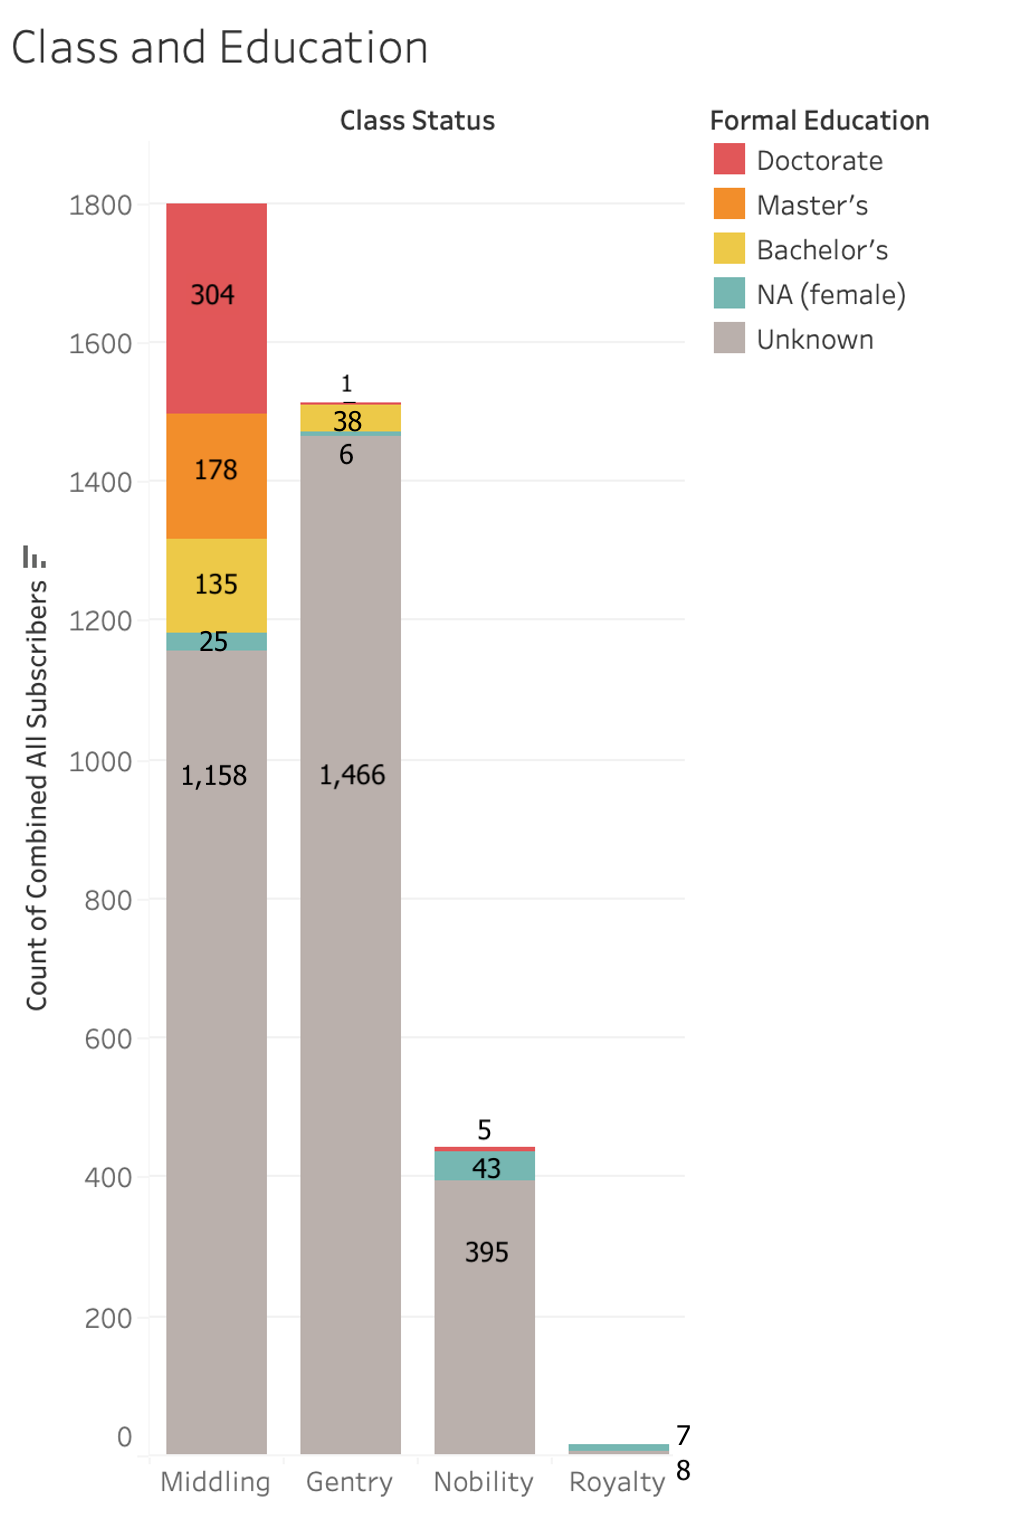 Class and Education
Class Status
Formal Education
Doctorate
Master's
Bachelor's
NA (female)
Unknown
Count of Combined All Subscribers
1800
1600
1400
1200
1000
800
600
400
200
0
304
178
135
25
1,158
1
38
6
1,466
5
43
395
7
8
Middling
Gentry
Nobility
Royalty